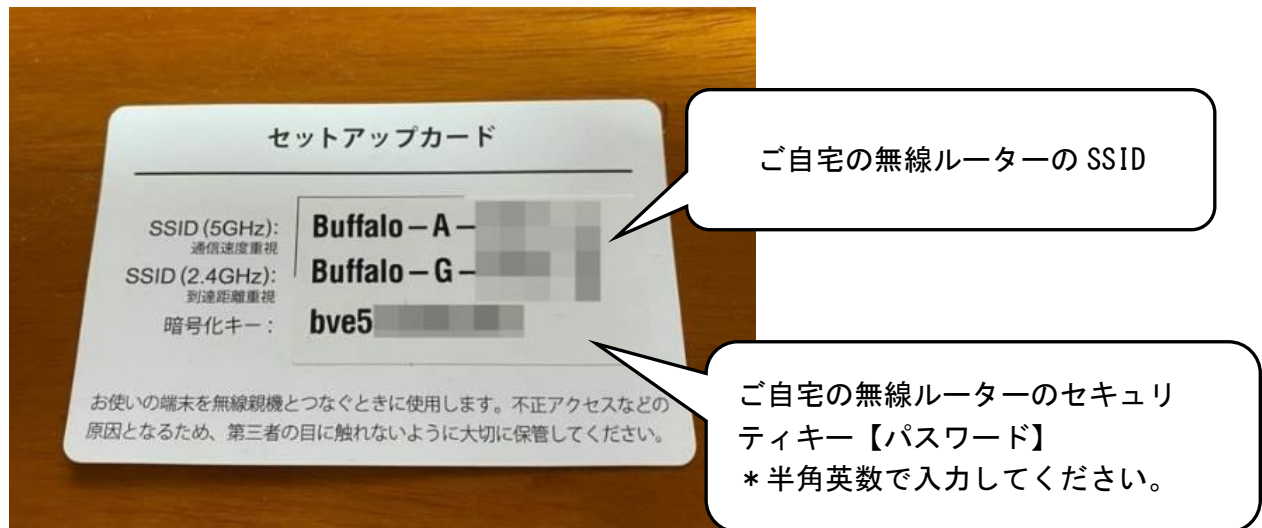 セットアップカード
SSID (5GHz): Buffalo-A-
通信速度重視
SSID (2.4GHz): Buffalo-G-
到達距離重視
暗号化キー: bve5
お使いの端末を無線親機とつなぐときに使用します。不正アクセスなどの
原因となるため、第三者の目に触れないように大切に保管してください。
ご自宅の無線ルーターの SSID
ご自宅の無線ルーターのセキュリ
ティキー【パスワード】
*半角英数で入力してください。